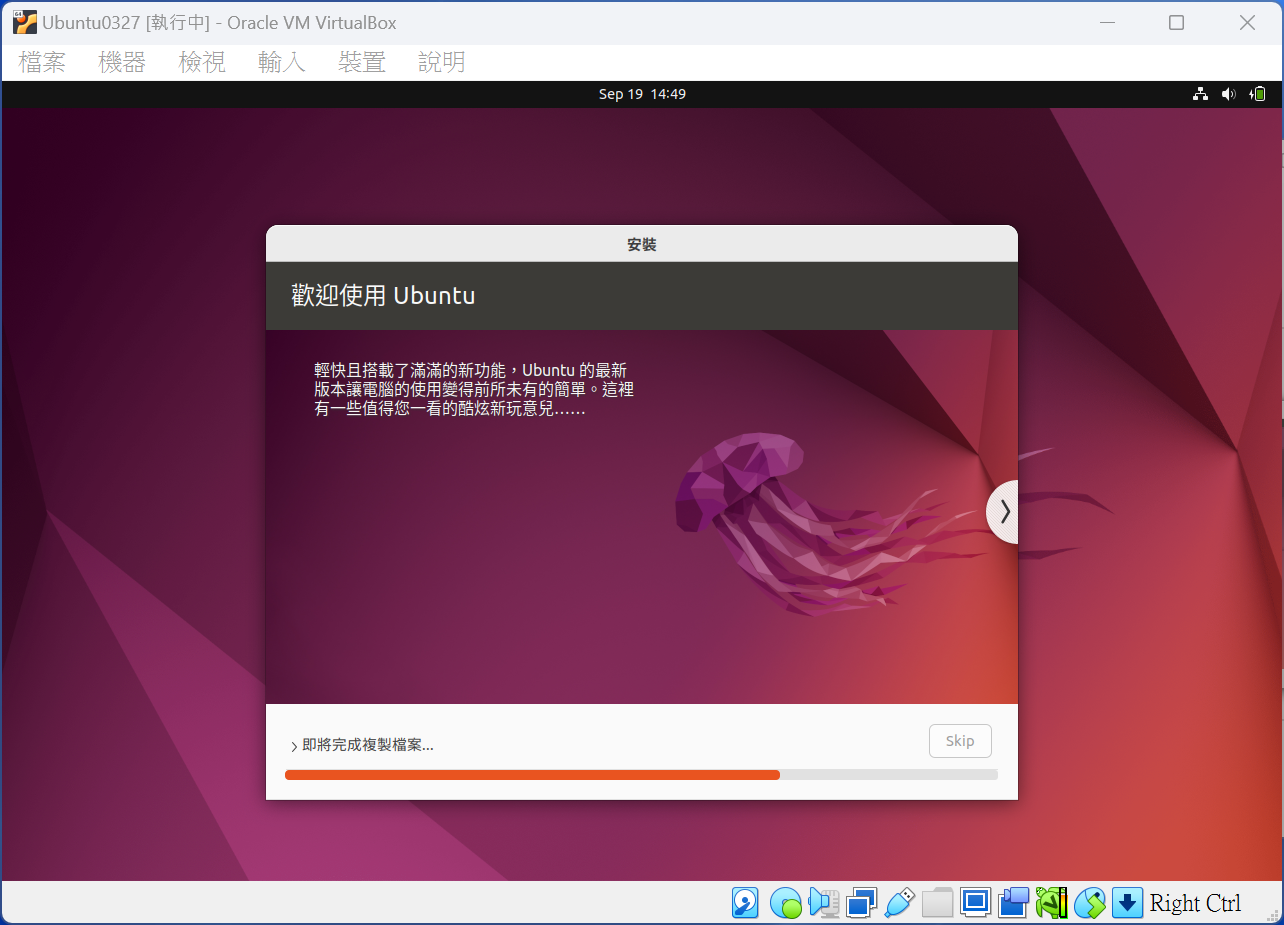 Ubuntu0327 [執行中] - Oracle VM VirtualBox
檔案 機器 檢視 輸入 裝置 說明
Sep 19 14:49
安裝
歡迎使用 Ubuntu
輕快且搭載了滿滿的新功能，Ubuntu 的最新
版本讓電腦的使用變得前所未有的簡單。這裡
有一些值得您一看的酷炫新玩意兒……
即將完成複製檔案...
Skip
Right Ctrl